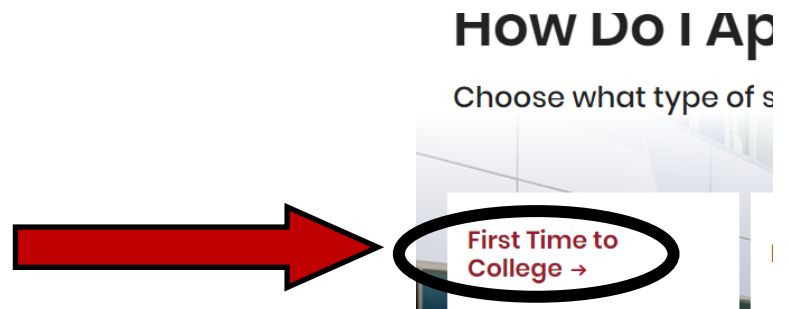 How Do I Ap
Choose what type of s
First Time to
College →